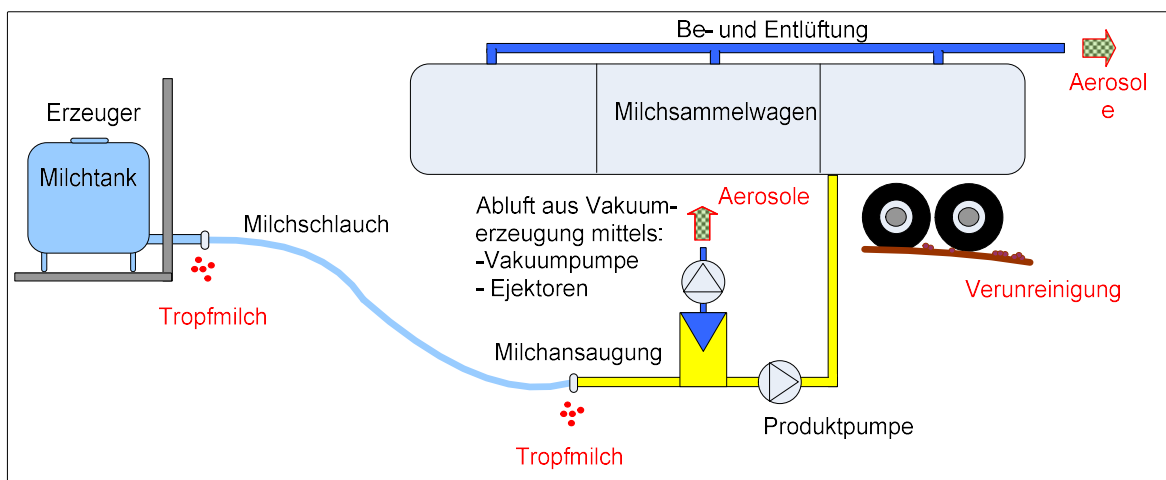 Be- und Entlüftung
Aerosol
e
Erzeuger
Milchtank
Milchsammelwagen
Milchschlauch
Abluft aus Vakuum-
erzeugung mittels:
-Vakuumpumpe
- Ejektoren
Aerosole
Verunreinigung
Tropfmilch
Milchansaugung
Produktpumpe
Tropfmilch